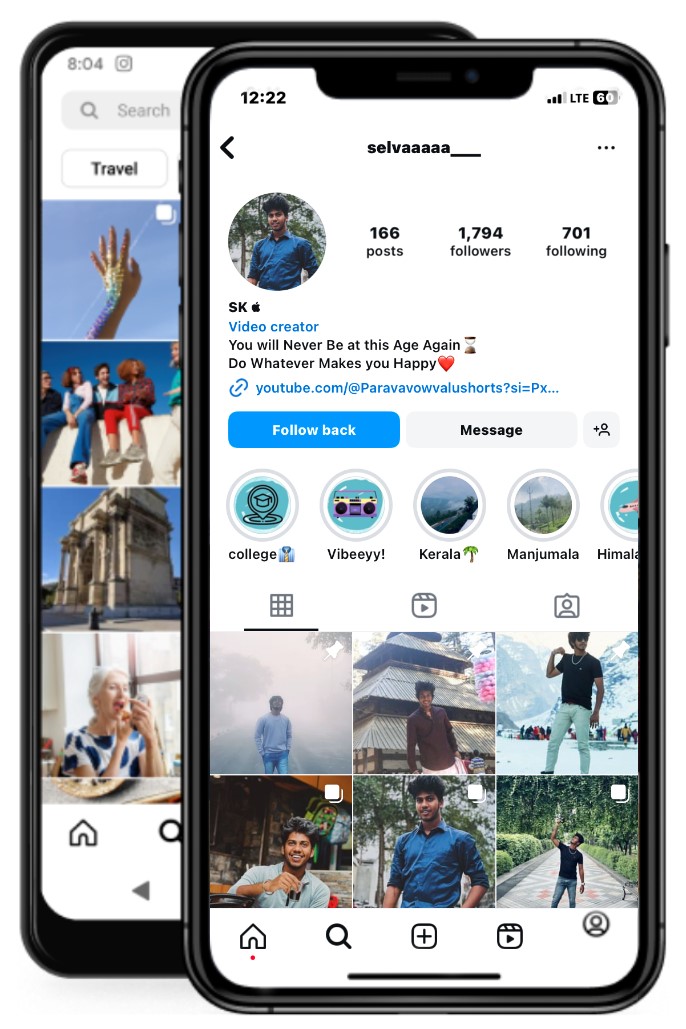 8:04
Search
Travel
12:22
LTE 60
selvaaaaa___
166
posts
1,794
followers
701
following
SK
Video creator
You will Never Be at this Age Again⌛
Do Whatever Makes you Happy❤️
youtube.com/@Paravavowvalushorts?si=Px...
Follow back
Message
college👔
Vibeeyy!
Kerala🌴
Manjumala
Himala